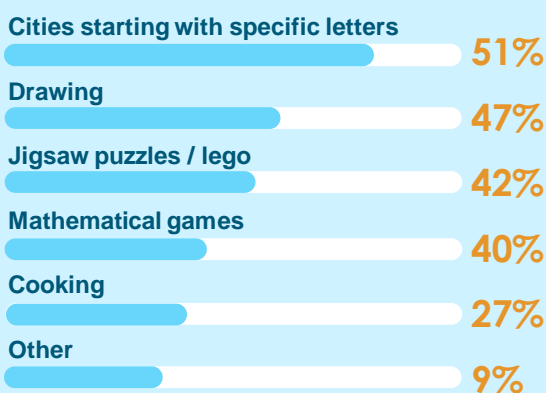 Cities starting with specific letters
51%
Drawing
47%
Jigsaw puzzles / lego
42%
Mathematical games
40%
Cooking
27%
Other
9%